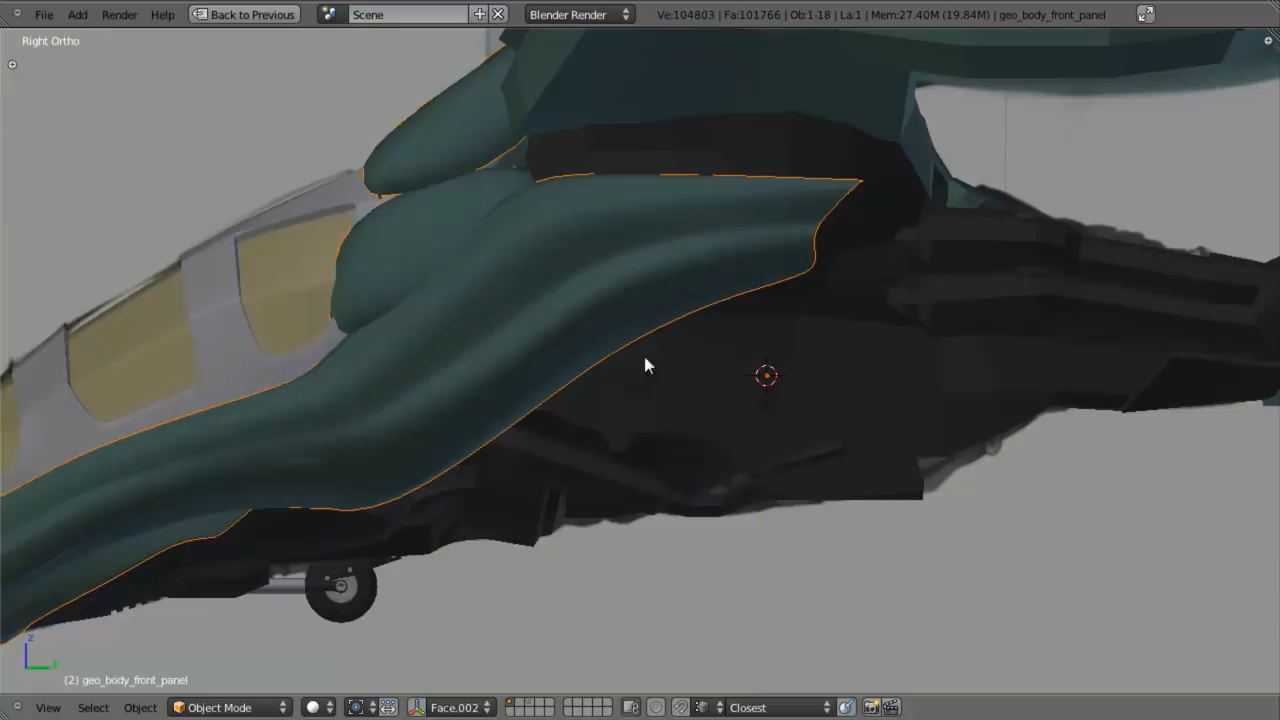 File Add Render Help Back to Previous Scene Blender Render Ve:104803 | Fa:101766 | Ob:1-18 | La:1 | Mem:27.40M (19.84M) | geo_body_front_panel
Right Ortho
z
y
(2) geo_body_front_panel
View Select Object Object Mode Face.002 Closest